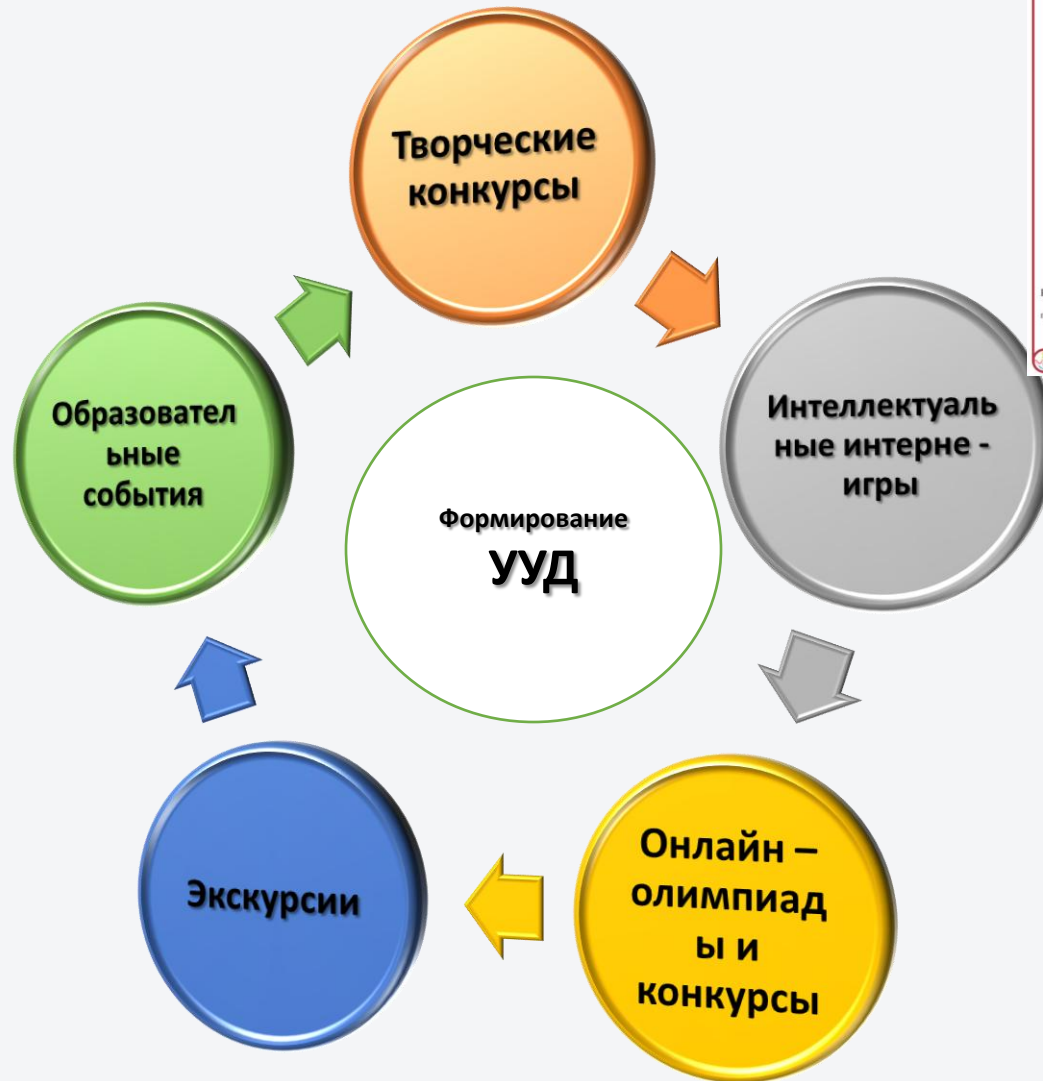 Творческие
конкурсы
Интеллектуаль
ные интерне -
игры
Онлайн –
олимпиад
ы и
конкурсы
Экскурсии
Образовател
ьные
события
Формирование
УУД